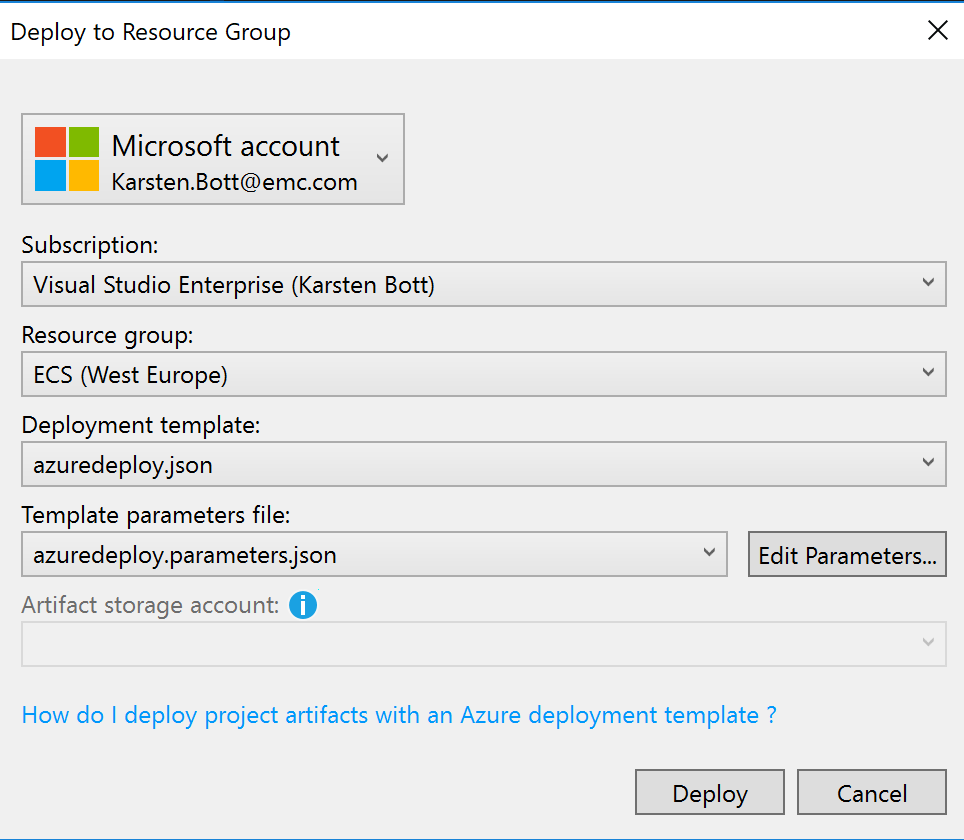 Deploy to Resource Group
Microsoft account
Karsten.Bott@emc.com
Subscription:
Visual Studio Enterprise (Karsten Bott)
Resource group:
ECS (West Europe)
Deployment template:
azuredeploy.json
Template parameters file:
azuredeploy.parameters.json
Edit Parameters...
Artifact storage account:
How do I deploy project artifacts with an Azure deployment template ?
Deploy
Cancel